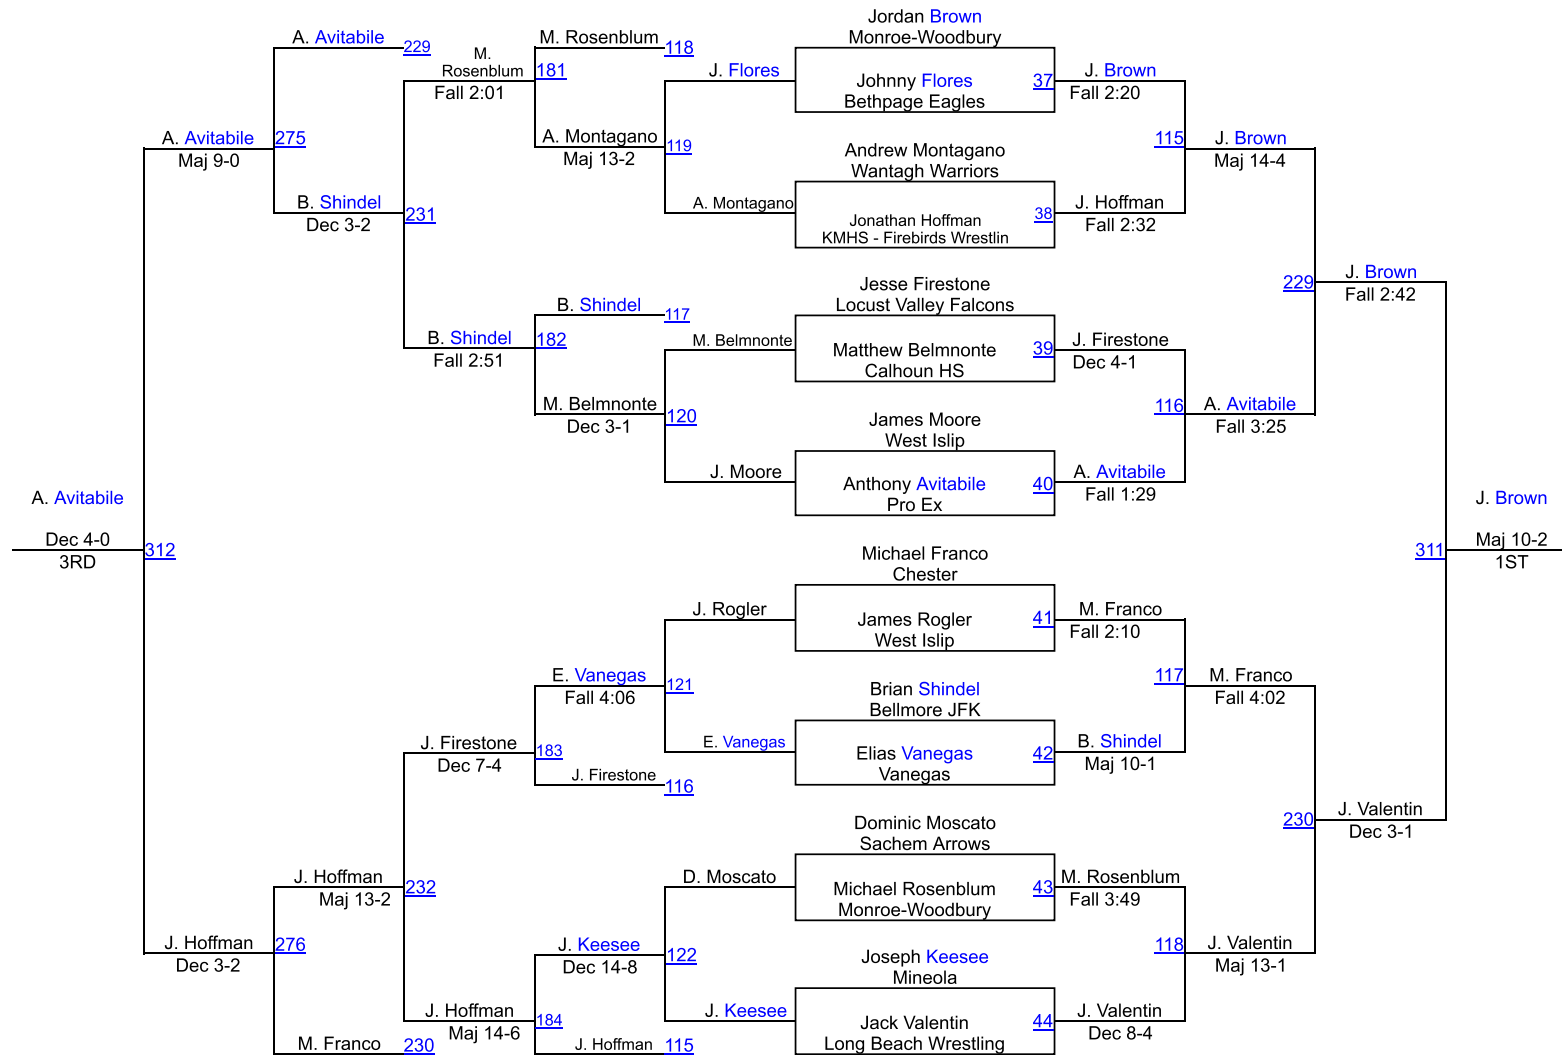 Jordan Brown
A. Avitabile
229
M.
Rosenblum
M. Rosenblum
118
Monroe-Woodbury
181
J. Flores
Johnny Flores
37
J. Brown
Fall 2:01
Bethpage Eagles
Fall 2:20
A. Avitabile
275
A. Montagano
119
115
J. Brown
Maj 9-0
Maj 13-2
Andrew Montagano
Maj 14-4
Wantagh Warriors
B. Shindel
231
A. Montagano
Jonathan Hoffman
38
J. Hoffman
Dec 3-2
KMHS - Firebirds Wrestlin
Fall 2:32
Jesse Firestone
229
J. Brown
B. Shindel
117
Locust Valley Falcons
Fall 2:42
B. Shindel
182
M. Belmnonte
Matthew Belmnonte
39
J. Firestone
Fall 2:51
Calhoun HS
Dec 4-1
M. Belmnonte
120
116
A. Avitabile
Dec 3-1
James Moore
Fall 3:25
West Islip
J. Moore
Anthony Avitabile
40
A. Avitabile
Pro Ex
Fall 1:29
A. Avitabile
J. Brown
Dec 4-0
312
311
Maj 10-2
3RD
1ST
Michael Franco
Chester
J. Rogler
James Rogler
41
M. Franco
West Islip
Fall 2:10
E. Vanegas
121
117
M. Franco
Fall 4:06
Brian Shindel
Fall 4:02
Bellmore JFK
J. Firestone
183
E. Vanegas
Elias Vanegas
42
B. Shindel
Dec 7-4
Vanegas
Maj 10-1
J. Firestone
116
230
J. Valentin
Dec 3-1
Dominic Moscato
Sachem Arrows
J. Hoffman
232
D. Moscato
Michael Rosenblum
43
M. Rosenblum
Maj 13-2
Monroe-Woodbury
Fall 3:49
J. Hoffman
276
J. Keesee
122
118
J. Valentin
Dec 3-2
Dec 14-8
Joseph Keesee
Maj 13-1
Mineola
J. Hoffman
184
J. Keesee
Jack Valentin
44
J. Valentin
Maj 14-6
Long Beach Wrestling
Dec 8-4
M. Franco
230
J. Hoffman
115